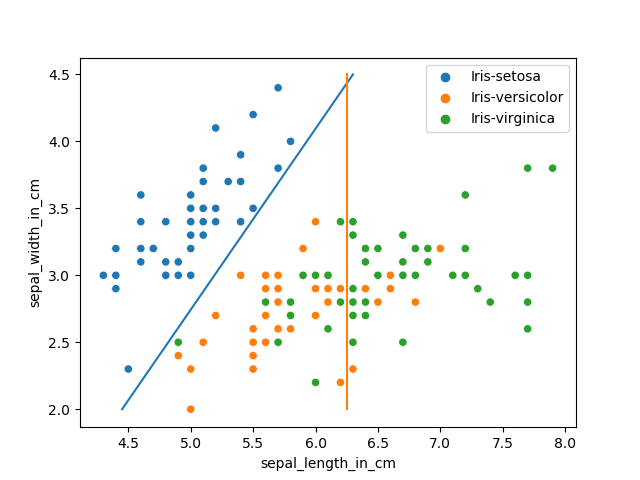 Iris-setosa
Iris-versicolor
Iris-virginica
4.5
4.0
3.5
3.0
2.5
2.0
sepal_width_in_cm
4.5 5.0 5.5 6.0 6.5 7.0 7.5 8.0
sepal_length_in_cm